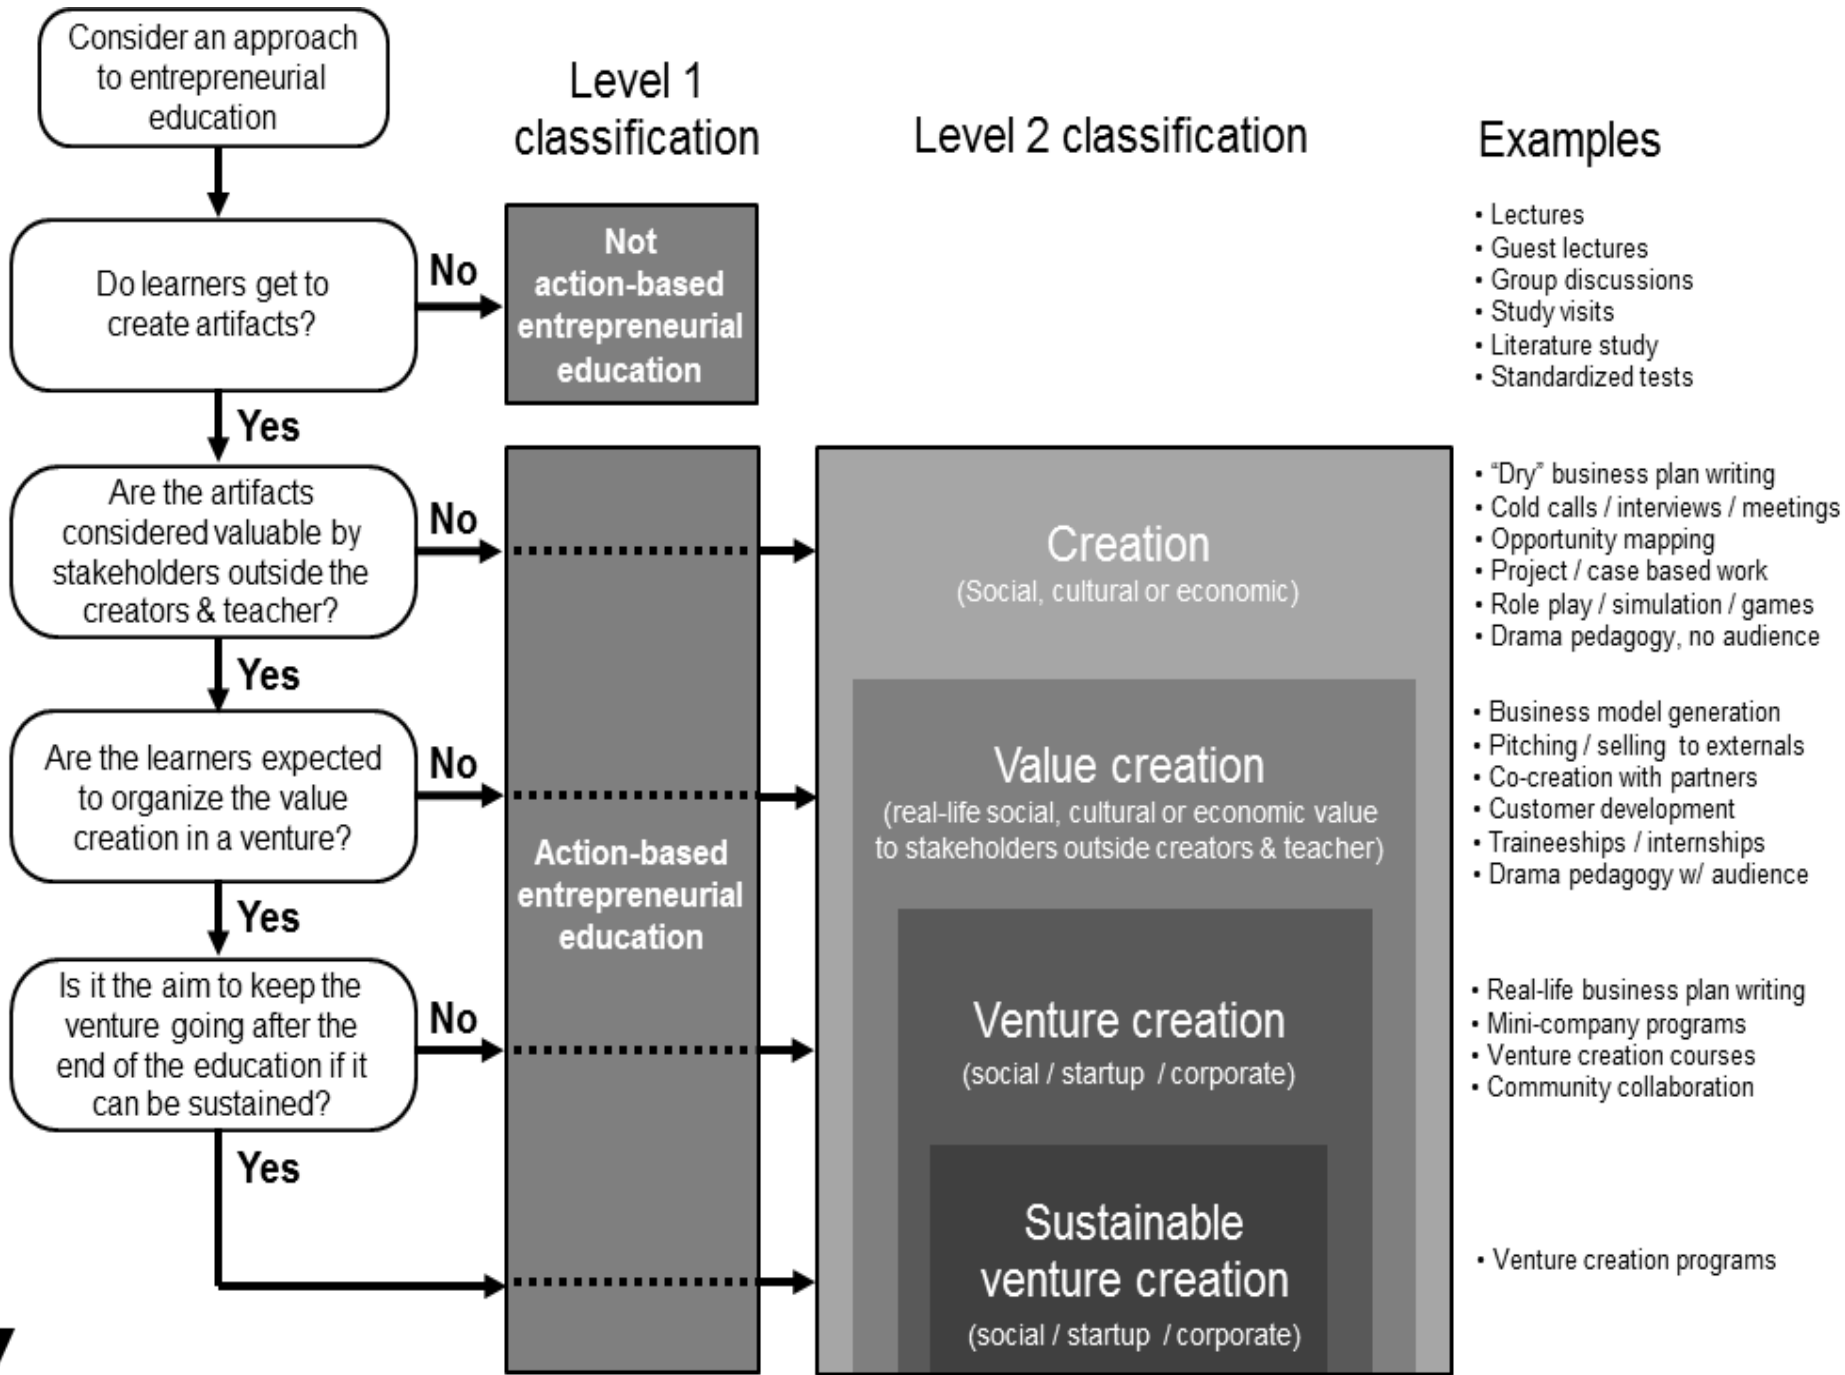 Consider an approach
to entrepreneurial
education
Level 1
classification
Level 2 classification
Examples
Do learners get to
create artifacts?
No
Not
action-based
entrepreneurial
education
• Lectures
• Guest lectures
• Group discussions
• Study visits
• Literature study
• Standardized tests
Yes
Are the artifacts
considered valuable by
stakeholders outside the
creators & teacher?
No
Creation
(Social, cultural or economic)
• “Dry” business plan writing
• Cold calls / interviews / meetings
• Opportunity mapping
• Project / case based work
• Role play / simulation / games
• Drama pedagogy, no audience
Yes
Are the learners expected
to organize the value
creation in a venture?
No
Action-based
entrepreneurial
education
Value creation
(real-life social, cultural or economic value
to stakeholders outside creators & teacher)
• Business model generation
• Pitching / selling to externals
• Co-creation with partners
• Customer development
• Traineeships / internships
• Drama pedagogy w/ audience
Yes
Is it the aim to keep the
venture going after the
end of the education if it
can be sustained?
No
Venture creation
(social / startup / corporate)
• Real-life business plan writing
• Mini-company programs
• Venture creation courses
• Community collaboration
Yes
Sustainable
venture creation
(social / startup / corporate)
• Venture creation programs